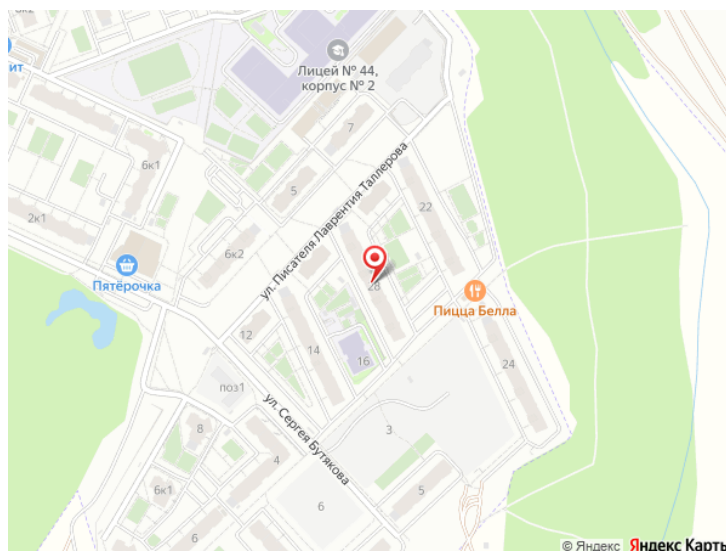 6к2
ит
Лицей № 44,
корпус № 2
7
6к1
5
2к1
6к2
Пятёрочка
ул. Писателя Лаврентия Таллерова
22
28
Пицца Белла
12
14
16
24
поз1
ул. Сергея Бутякова
8
3
4
5
6к1
6
6
© Яндекс Яндекс Карты